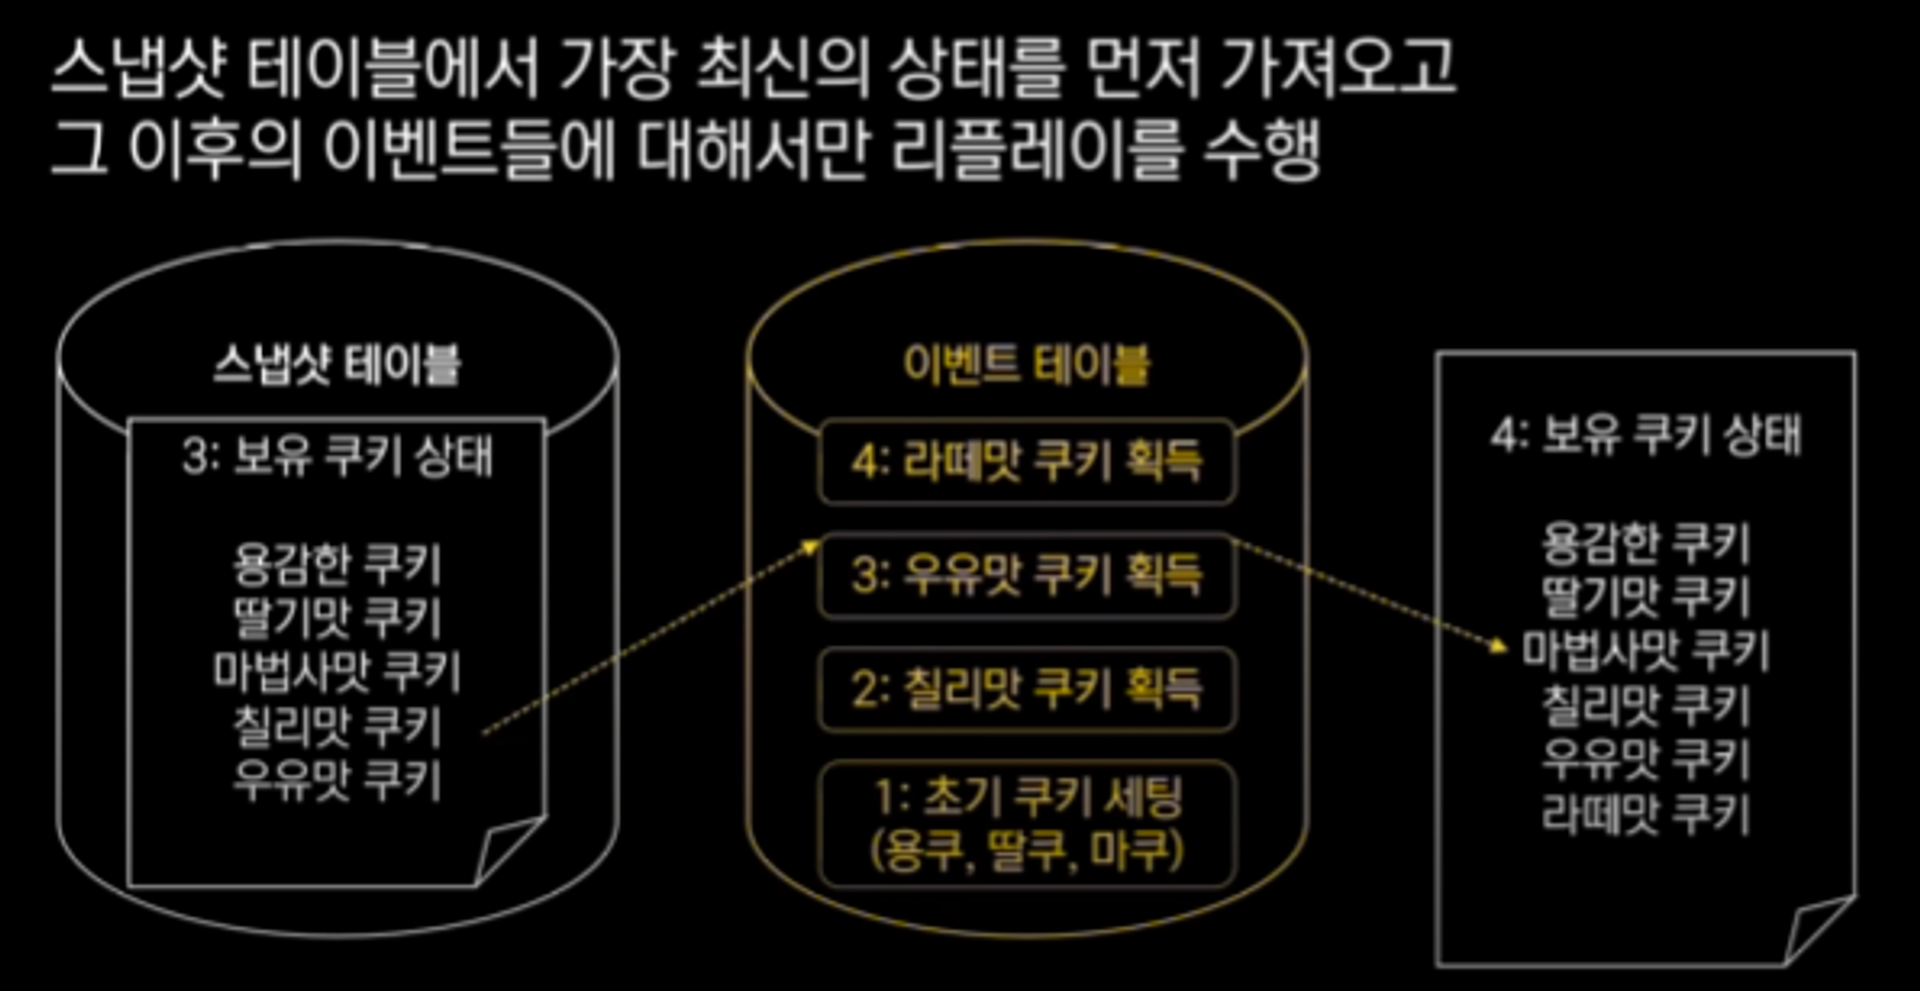 스냅샷 테이블에서 가장 최신의 상태를 먼저 가져오고
그 이후의 이벤트들에 대해서만 리플레이를 수행
스냅샷 테이블
3: 보유 쿠키 상태
용감한 쿠키
딸기맛 쿠키
마법사맛 쿠키
칠리맛 쿠키
우유맛 쿠키
이벤트 테이블
4: 라떼맛 쿠키 획득
3: 우유맛 쿠키 획득
2: 칠리맛 쿠키 획득
1: 초기 쿠키 세팅
(용쿠, 딸쿠, 마쿠)
4: 보유 쿠키 상태
용감한 쿠키
딸기맛 쿠키
마법사맛 쿠키
칠리맛 쿠키
우유맛 쿠키
라떼맛 쿠키